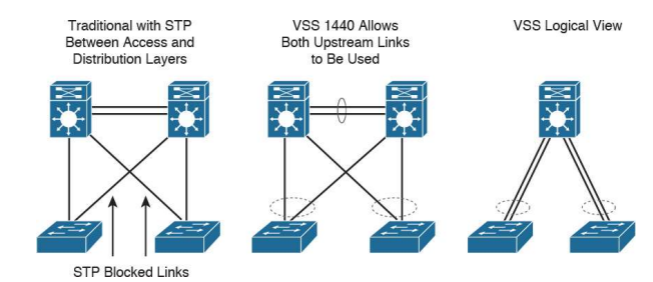 Traditional with STP
Between Access and
Distribution Layers
VSS 1440 Allows
Both Upstream Links
to Be Used
VSS Logical View
STP Blocked Links